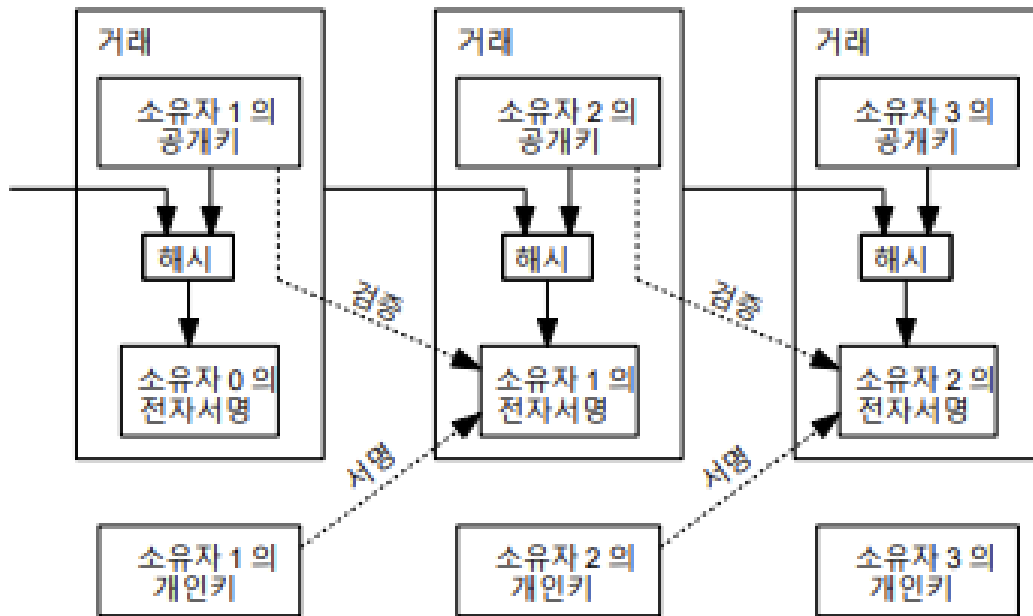 거래
거래
거래
소유자 1 의
공개키
소유자 2 의
공개키
소유자 3 의
공개키
해시
해시
해시
검증
검증
소유자 0 의
전자서명
소유자 1 의
전자서명
소유자 2 의
전자서명
서명
서명
소유자 1 의
개인키
소유자 2 의
개인키
소유자 3 의
개인키